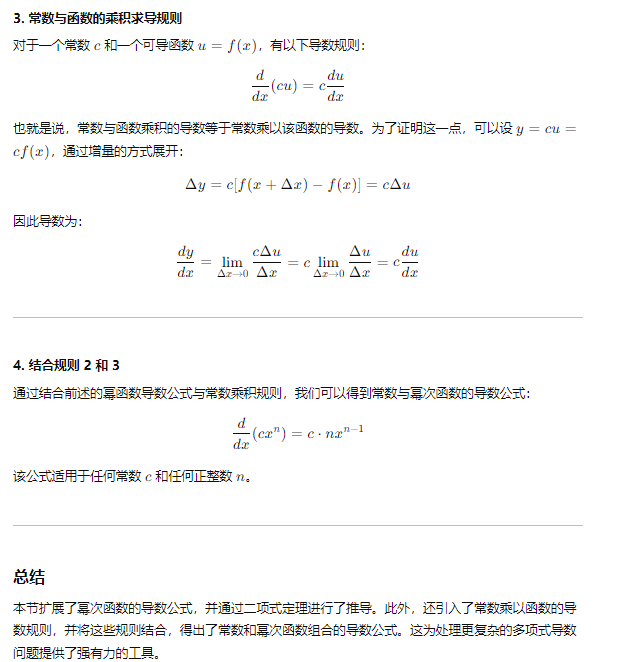 3. 常数与函数的乘积求导规则
对于一个常数 c 和一个可导函数 u = f(x)，有以下导数规则：
d/dx (cu) = c du/dx
也就是说，常数与函数乘积的导数等于常数乘以该函数的导数。为了证明这一点，可以设 y = cu =
cf(x)，通过增量的方式展开：
Δy = c[f(x + Δx) − f(x)] = cΔu
因此导数为：
dy/dx = lim_{Δx→0} cΔu/Δx = c lim_{Δx→0} Δu/Δx = c du/dx
4. 结合规则 2 和 3
通过结合前述的幂函数导数公式与常数乘积规则，我们可以得到常数与幂次函数的导数公式：
d/dx (cxⁿ) = c · nxⁿ⁻¹
该公式适用于任何常数 c 和任何正整数 n。
总结
本节扩展了幂次函数的导数公式，并通过二项式定理进行了推导。此外，还引入了常数乘以函数的导
数规则，并将这些规则结合，得出了常数和幂次函数组合的导数公式。这为处理更复杂的多项式导数
问题提供了强有力的工具。